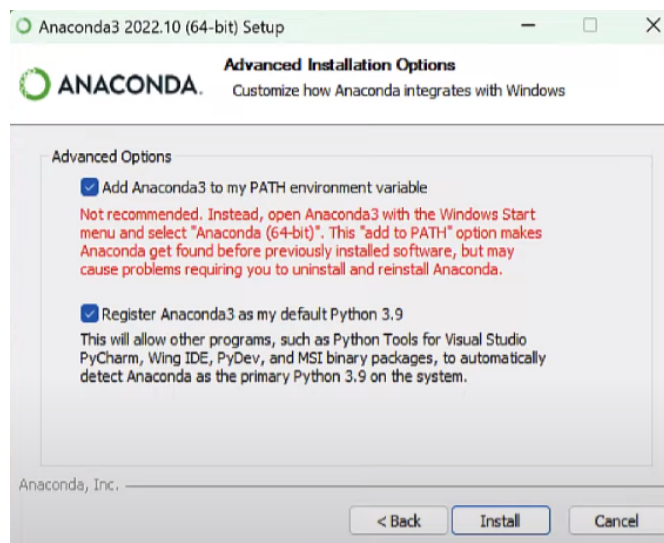 Anaconda3 2022.10 (64-bit) Setup
ANACONDA.
Advanced Installation Options
Customize how Anaconda integrates with Windows
Advanced Options
Add Anaconda3 to my PATH environment variable
Not recommended. Instead, open Anaconda3 with the Windows Start
menu and select "Anaconda (64-bit)". This "add to PATH" option makes
Anaconda get found before previously installed software, but may
cause problems requiring you to uninstall and reinstall Anaconda.
Register Anaconda3 as my default Python 3.9
This will allow other programs, such as Python Tools for Visual Studio
PyCharm, Wing IDE, PyDev, and MSI binary packages, to automatically
detect Anaconda as the primary Python 3.9 on the system.
Anaconda, Inc.
< Back
Install
Cancel